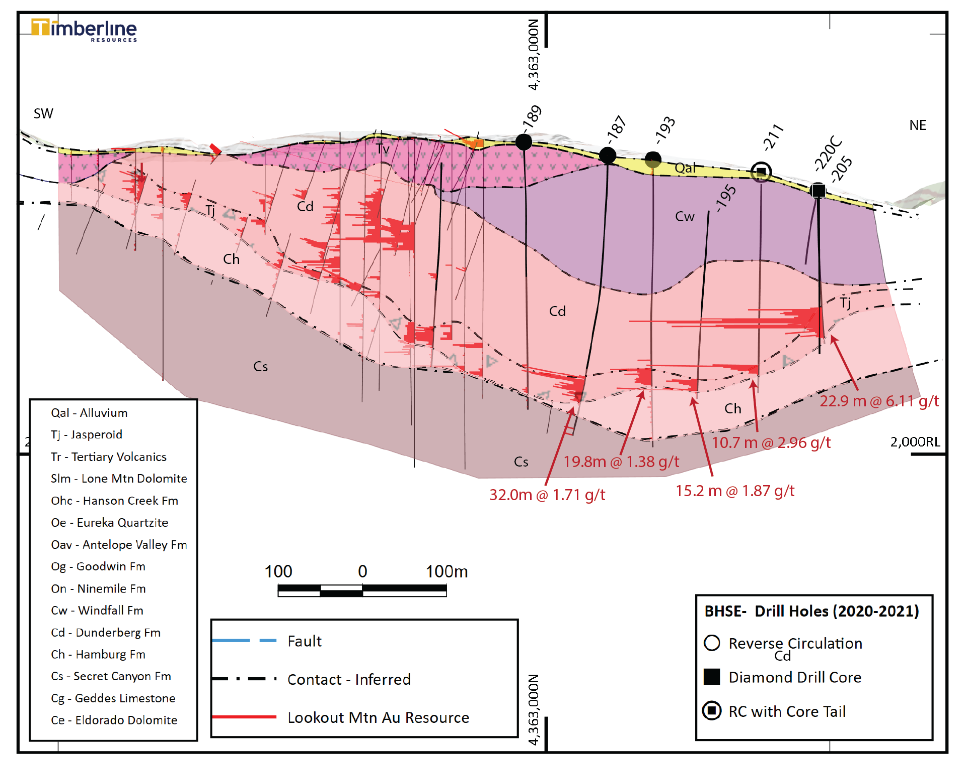 Timberline
RESOURCES
4,363,000N
SW
NE
-189
-187
-193
-211
-220C
-205
-195
Tv
Qal
Cw
Cd
Tj
Ch
Cd
Tj
Cs
Ch
Cs
22.9 m @ 6.11 g/t
10.7 m @ 2.96 g/t
19.8m @ 1.38 g/t
15.2 m @ 1.87 g/t
32.0m @ 1.71 g/t
2,000RL
Qal - Alluvium
Tj - Jasperoid
Tr - Tertiary Volcanics
Slm - Lone Mtn Dolomite
Ohc - Hanson Creek Fm
Oe - Eureka Quartzite
Oav - Antelope Valley Fm
Og - Goodwin Fm
On - Ninemile Fm
Cw - Windfall Fm
Cd - Dunderberg Fm
Ch - Hamburg Fm
Cs - Secret Canyon Fm
Cg - Geddes Limestone
Ce - Eldorado Dolomite
100 0 100m
Fault
Contact - Inferred
Lookout Mtn Au Resource
4,363,000N
BHSE- Drill Holes (2020-2021)
Reverse Circulation
Cd
Diamond Drill Core
RC with Core Tail